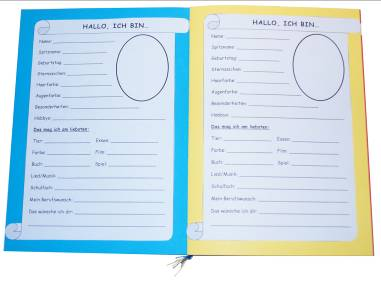 HALLO, ICH BIN...
Name:
Spitzname:
Geburtstag:
Sternzeichen:
Haarfarbe:
Augenfarbe:
Besonderheiten:
Hobbys:
Das mag ich am liebsten:
Tier: Essen:
Farbe: Film:
Buch: Spiel:
Lied/Musik:
Schulfach:
Mein Berufswunsch:
Das wünsche ich dir:
HALLO, ICH BIN...
Name:
Spitzname:
Geburtstag:
Sternzeichen:
Haarfarbe:
Augenfarbe:
Besonderheiten:
Hobbys:
Das mag ich am liebsten:
Tier: Essen:
Farbe: Film:
Buch: Spiel:
Lied/Musik:
Schulfach:
Mein Berufswunsch:
Das wünsche ich dir: